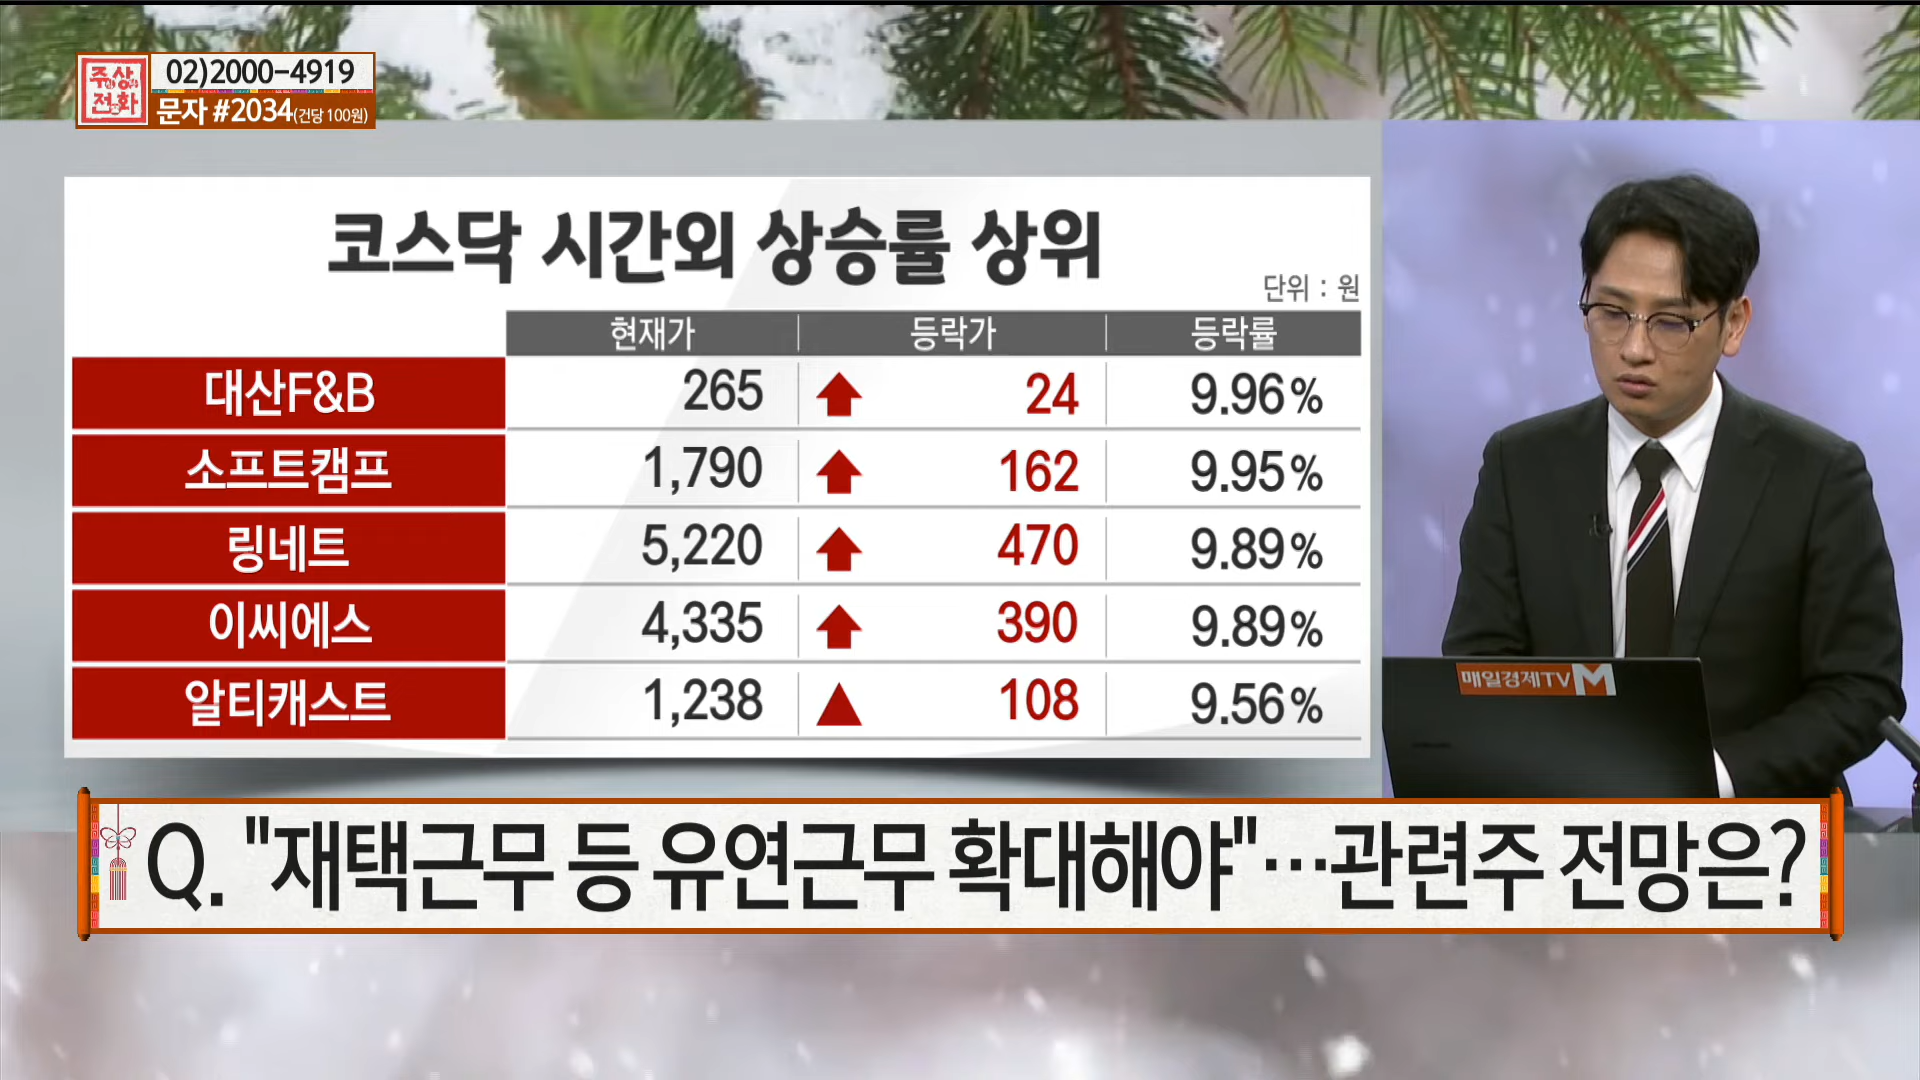 주상
전화
02)2000-4919
문자 #2034(건당 100원)
코스닥 시간외 상승률 상위
단위 : 원
현재가 등락가 등락률
대산F&B 265 24 9.96%
소프트캠프 1,790 162 9.95%
링네트 5,220 470 9.89%
이씨에스 4,335 390 9.89%
알티캐스트 1,238 108 9.56%
매일경제TV M
Q. "재택근무 등 유연근무 확대해야"…관련주 전망은?